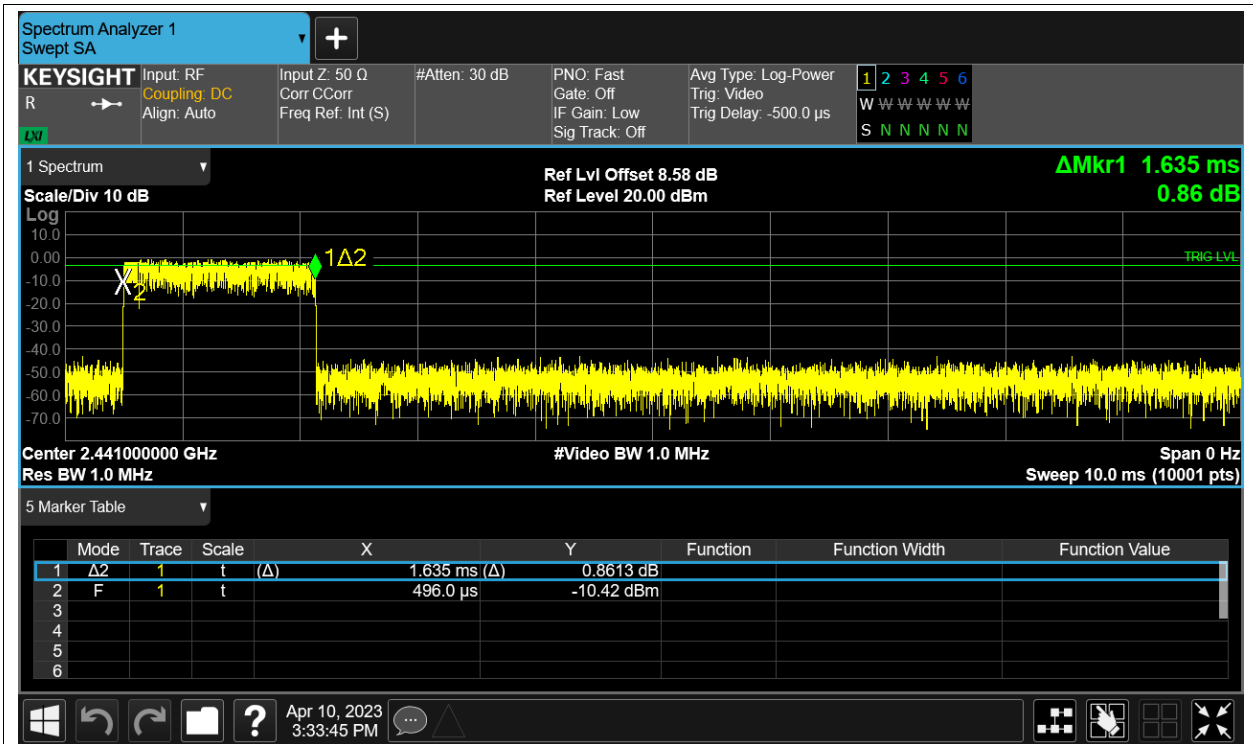 Spectrum Analyzer 1
Swept SA
KEYSIGHT
R
LXI
Input: RF
Coupling: DC
Align: Auto
Input Z: 50 Ω
Corr CCorr
Freq Ref: Int (S)
#Atten: 30 dB
PNO: Fast
Gate: Off
IF Gain: Low
Sig Track: Off
Avg Type: Log-Power
Trig: Video
Trig Delay: -500.0 µs
1 2 3 4 5 6
W W W W W W
S N N N N N
1 Spectrum
Scale/Div 10 dB
Ref Lvl Offset 8.58 dB
Ref Level 20.00 dBm
ΔMkr1 1.635 ms
0.86 dB
Log
10.0
0.00
-10.0
-20.0
-30.0
-40.0
-50.0
-60.0
-70.0
1Δ2
X2
TRIG LVL
Center 2.441000000 GHz
#Video BW 1.0 MHz
Span 0 Hz
Res BW 1.0 MHz
Sweep 10.0 ms (10001 pts)
5 Marker Table
Mode Trace Scale X Y Function Function Width Function Value
1 Δ2 1 t (Δ) 1.635 ms (Δ) 0.8613 dB
2 F 1 t 496.0 µs -10.42 dBm
3
4
5
6
?
Apr 10, 2023
3:33:45 PM